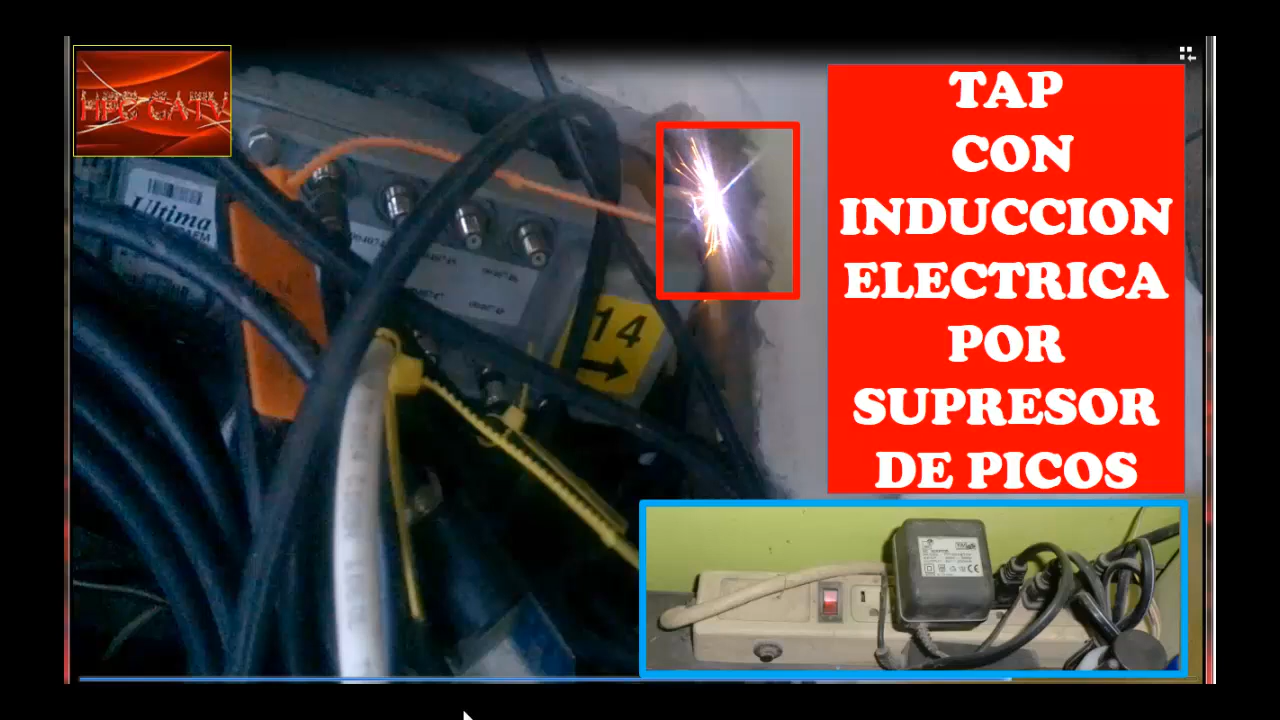 HFC CATV
Ultima
14
TAP
CON
INDUCCION
ELECTRICA
POR
SUPRESOR
DE PICOS